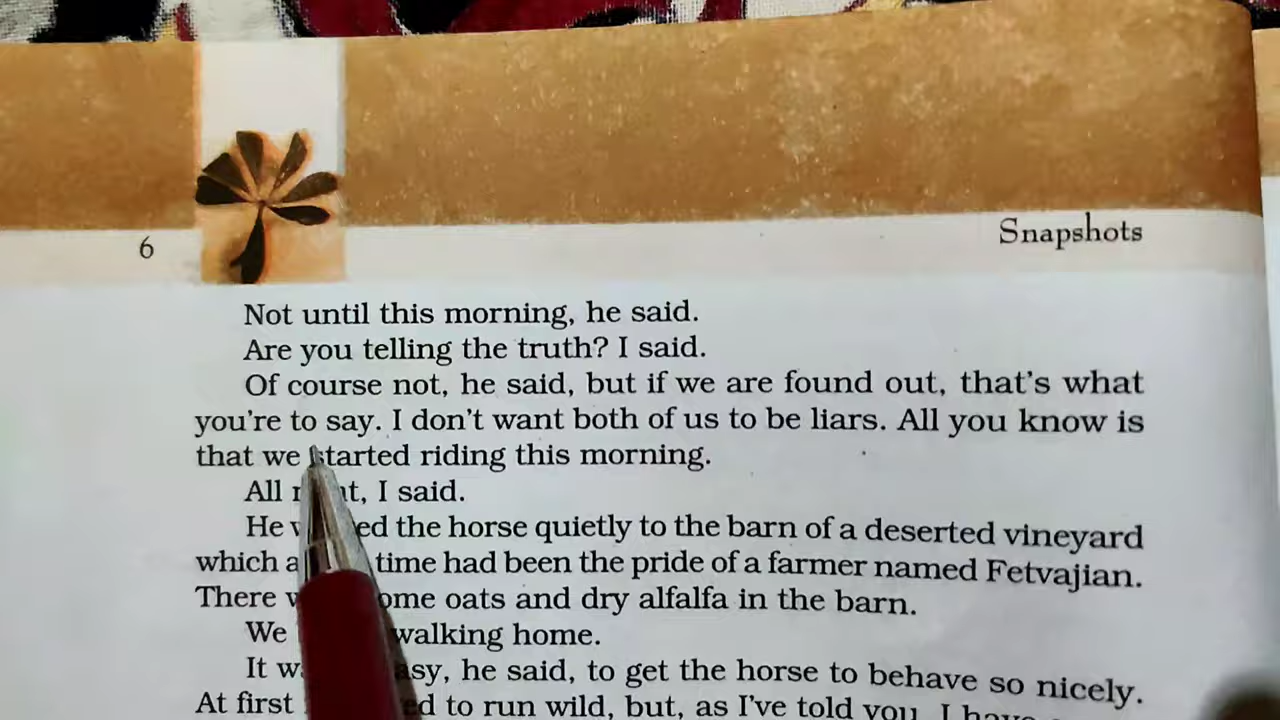 6
Snapshots
Not until this morning, he said.
Are you telling the truth? I said.
Of course not, he said, but if we are found out, that's what
you're to say. I don't want both of us to be liars. All you know is
that we started riding this morning.
All, I said.
He the horse quietly to the barn of a deserted vineyard
which time had been the pride of a farmer named Fetvajian.
There some oats and dry alfalfa in the barn.
We walking home.
It easy, he said, to get the horse to behave so nicely.
At first to run wild, but, as I've told you, I have